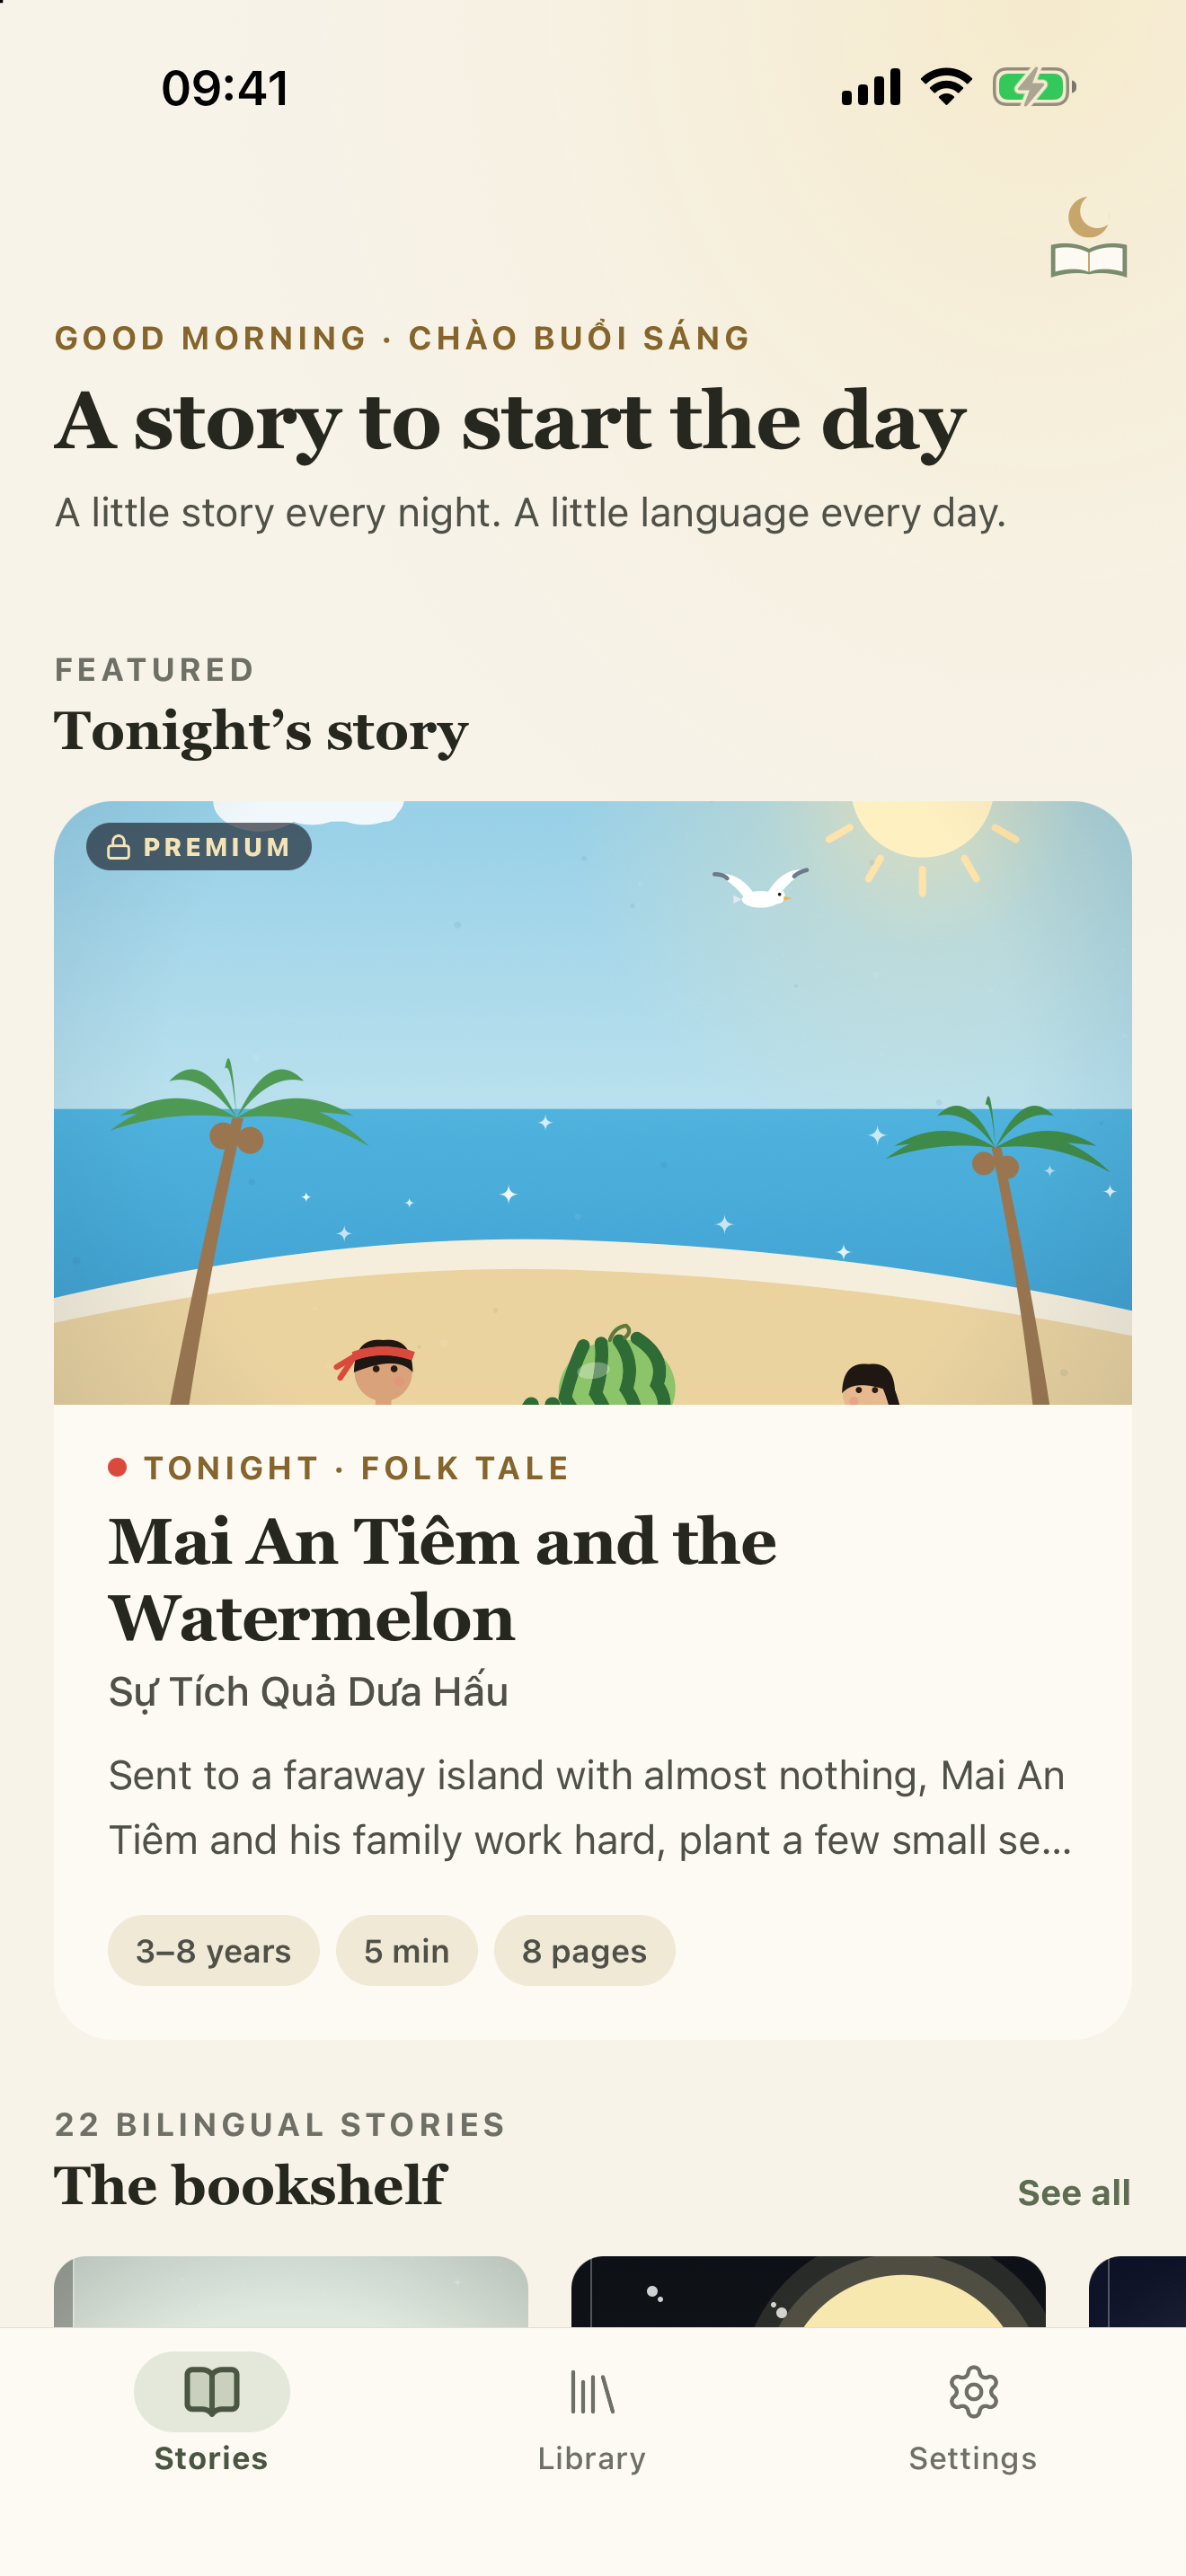 09:41
GOOD MORNING · CHÀO BUỔI SÁNG
A story to start the day
A little story every night. A little language every day.
FEATURED
Tonight’s story
PREMIUM
TONIGHT · FOLK TALE
Mai An Tiêm and the
Watermelon
Sự Tích Quả Dưa Hấu
Sent to a faraway island with almost nothing, Mai An
Tiêm and his family work hard, plant a few small se...
3–8 years
5 min
8 pages
22 BILINGUAL STORIES
The bookshelf
See all
Stories
Library
Settings